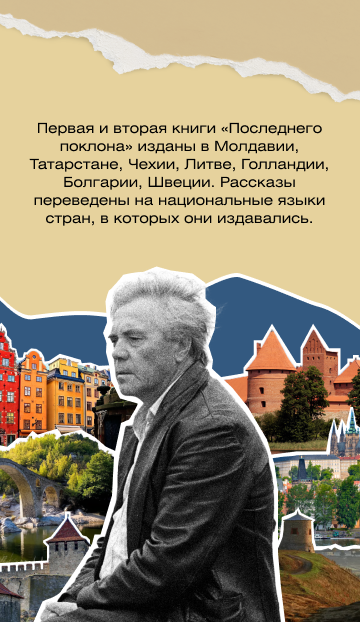 Первая и вторая книги «Последнего
поклона» изданы в Молдавии,
Татарстане, Чехии, Литве, Голландии,
Болгарии, Швеции. Рассказы
переведены на национальные языки
стран, в которых они издавались.